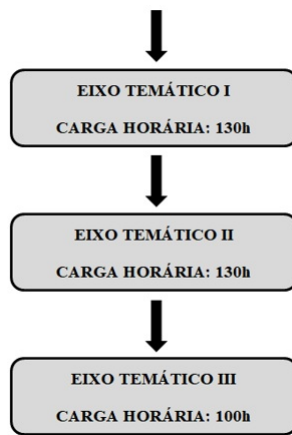 EIXO TEMÁTICO I
CARGA HORÁRIA: 130h
EIXO TEMÁTICO II
CARGA HORÁRIA: 130h
EIXO TEMÁTICO III
CARGA HORÁRIA: 100h